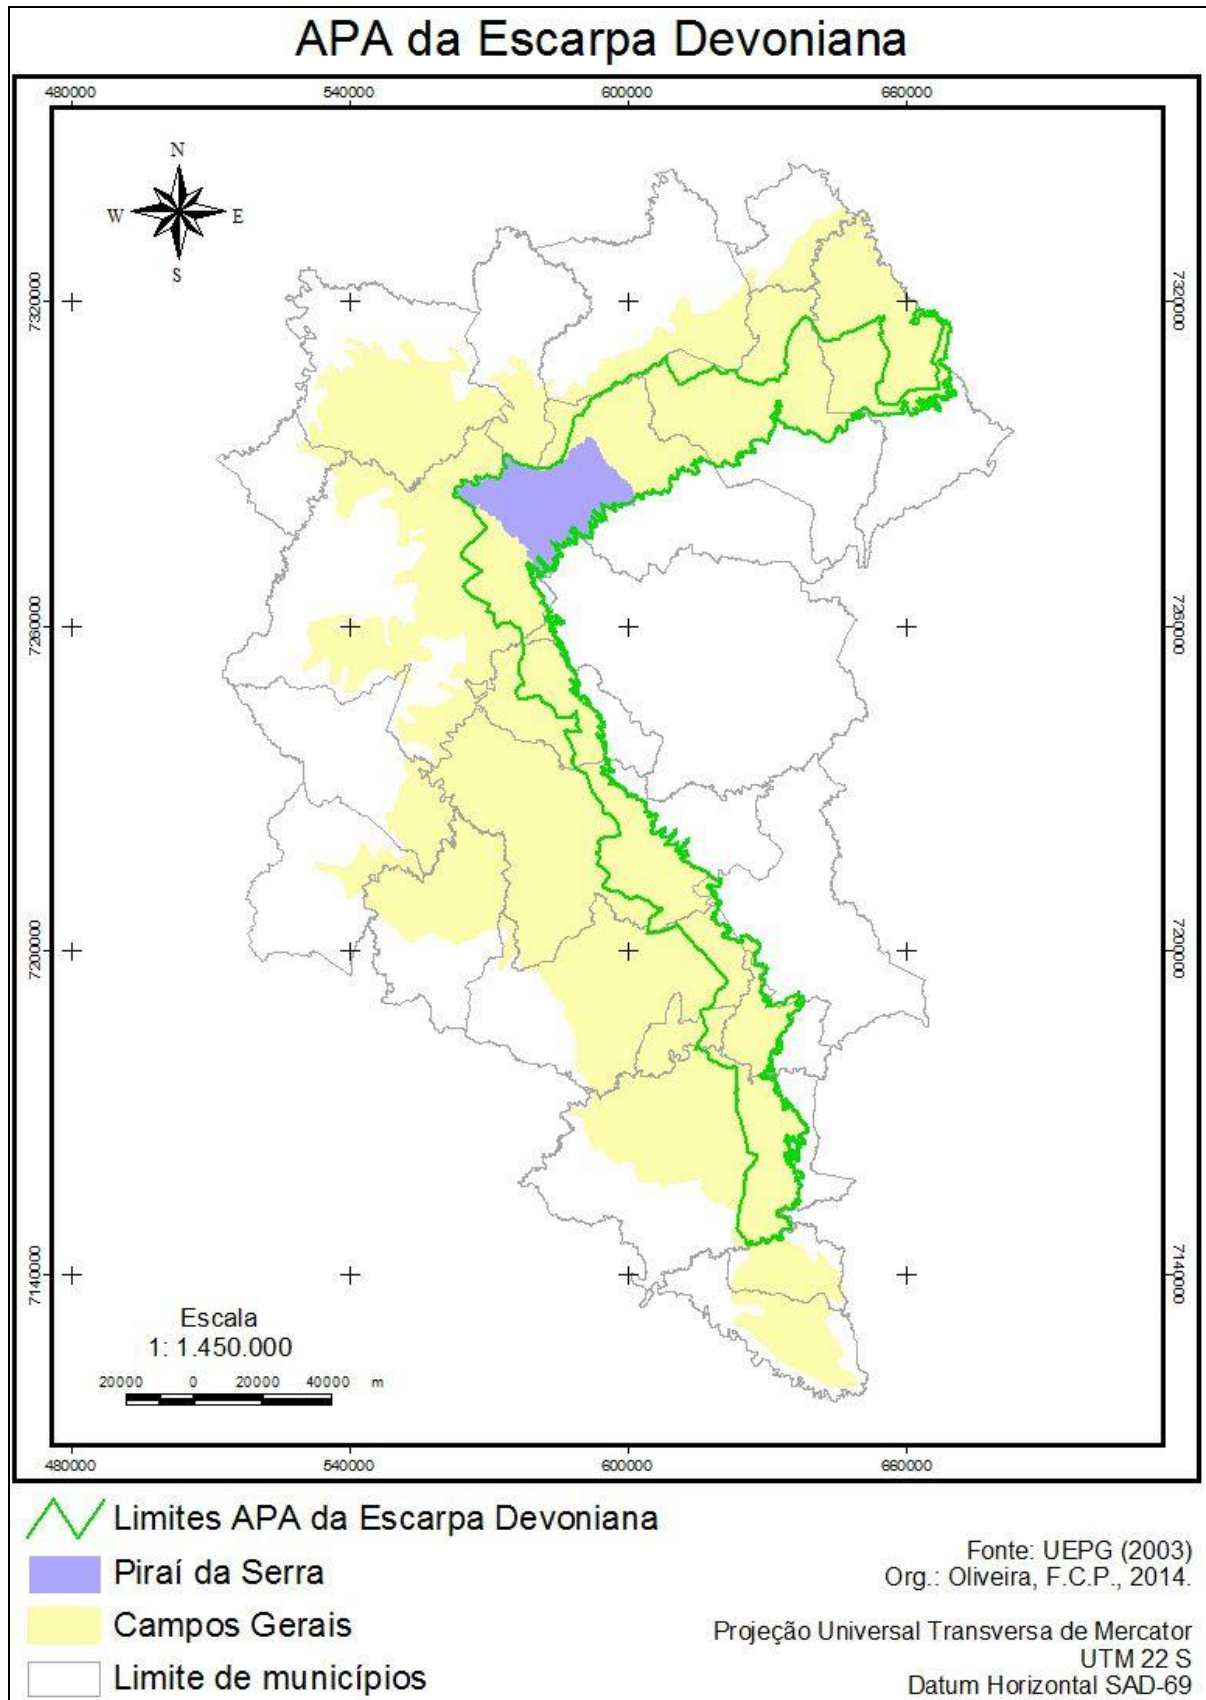 APA da Escarpa Devoniana
480000 540000 600000 660000
N
W E
S
7320000 7320000
7260000 7260000
7200000 7200000
7140000 7140000
Escala
1: 1.450.000
20000 0 20000 40000 m
480000 540000 600000 660000
Limites APA da Escarpa Devoniana
Piraí da Serra
Campos Gerais
Limite de municípios
Fonte: UEPG (2003)
Org.: Oliveira, F.C.P., 2014.
Projeção Universal Transversa de Mercator
UTM 22 S
Datum Horizontal SAD-69